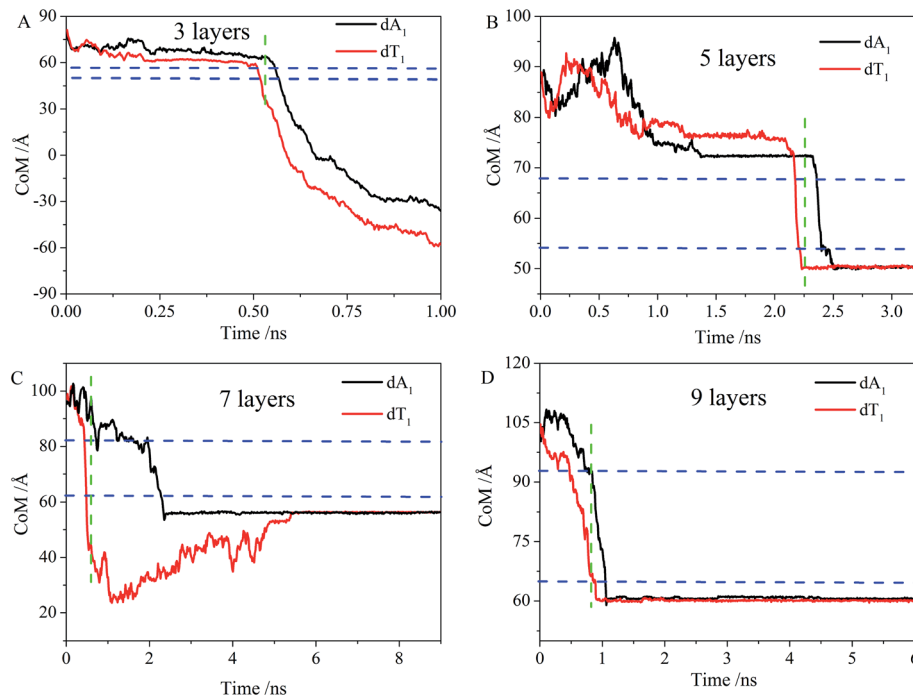 A
3 layers
dA1
dT1
90
60
30
0
-30
-60
-90
CoM /Å
0.00 0.25 0.50 0.75 1.00
Time /ns
B
5 layers
dA1
dT1
100
90
80
70
60
50
CoM /Å
0.0 0.5 1.0 1.5 2.0 2.5 3.0
Time /ns
C
7 layers
dA1
dT1
100
80
60
40
20
CoM /Å
0 2 4 6 8
Time /ns
D
9 layers
dA1
dT1
120
105
90
75
60
CoM /Å
0 1 2 3 4 5 6
Time /ns